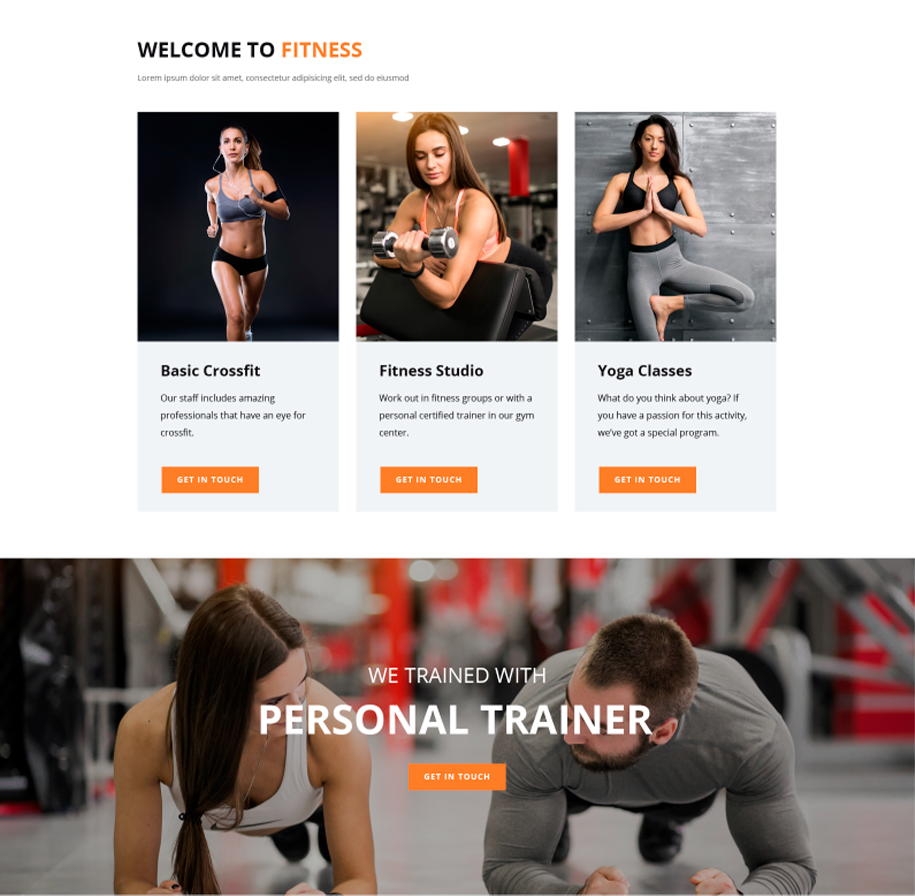 WELCOME TO FITNESS
Lorem ipsum dolor sit amet, consectetur adipisicing elit, sed do eiusmod
Basic Crossfit
Our staff includes amazing
professionals that have an eye for
crossfit.
GET IN TOUCH
Fitness Studio
Work out in fitness groups or with a
personal certified trainer in our gym
center.
GET IN TOUCH
Yoga Classes
What do you think about yoga? If
you have a passion for this activity,
we've got a special program.
GET IN TOUCH
WE TRAINED WITH
PERSONAL TRAINER
GET IN TOUCH